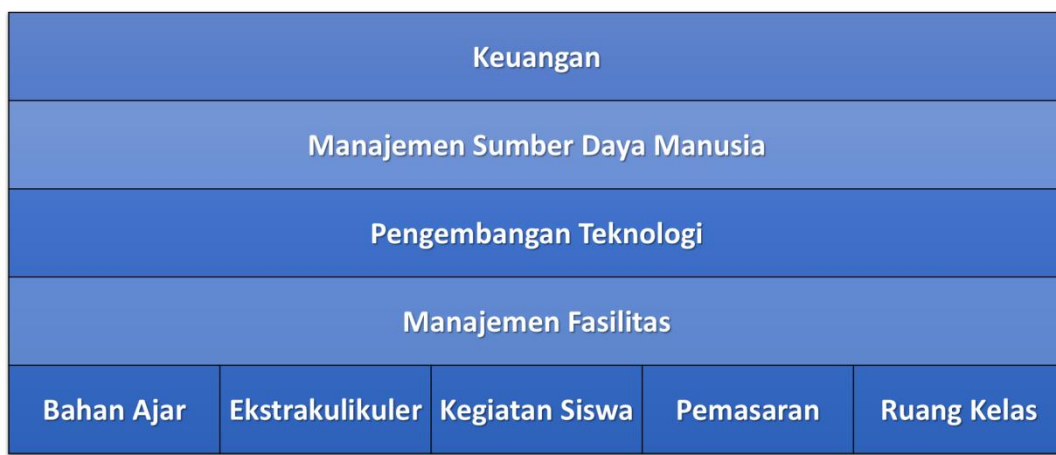 Keuangan
Manajemen Sumber Daya Manusia
Pengembangan Teknologi
Manajemen Fasilitas
Bahan Ajar
Ekstrakulikuler
Kegiatan Siswa
Pemasaran
Ruang Kelas